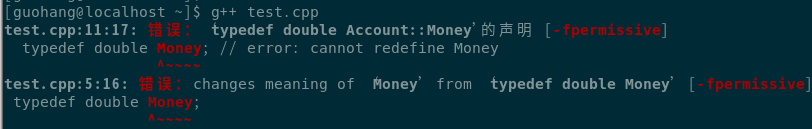 [guohang@localhost ~]$ g++ test.cpp
test.cpp:11:17: 错误： ‘typedef double Account::Money’的声明 [-fpermissive]
typedef double Money; // error: cannot redefine Money
^~~~~
test.cpp:5:16: 错误：changes meaning of ‘Money’ from ‘typedef double Money’ [-fpermissive]
typedef double Money;
^~~~~